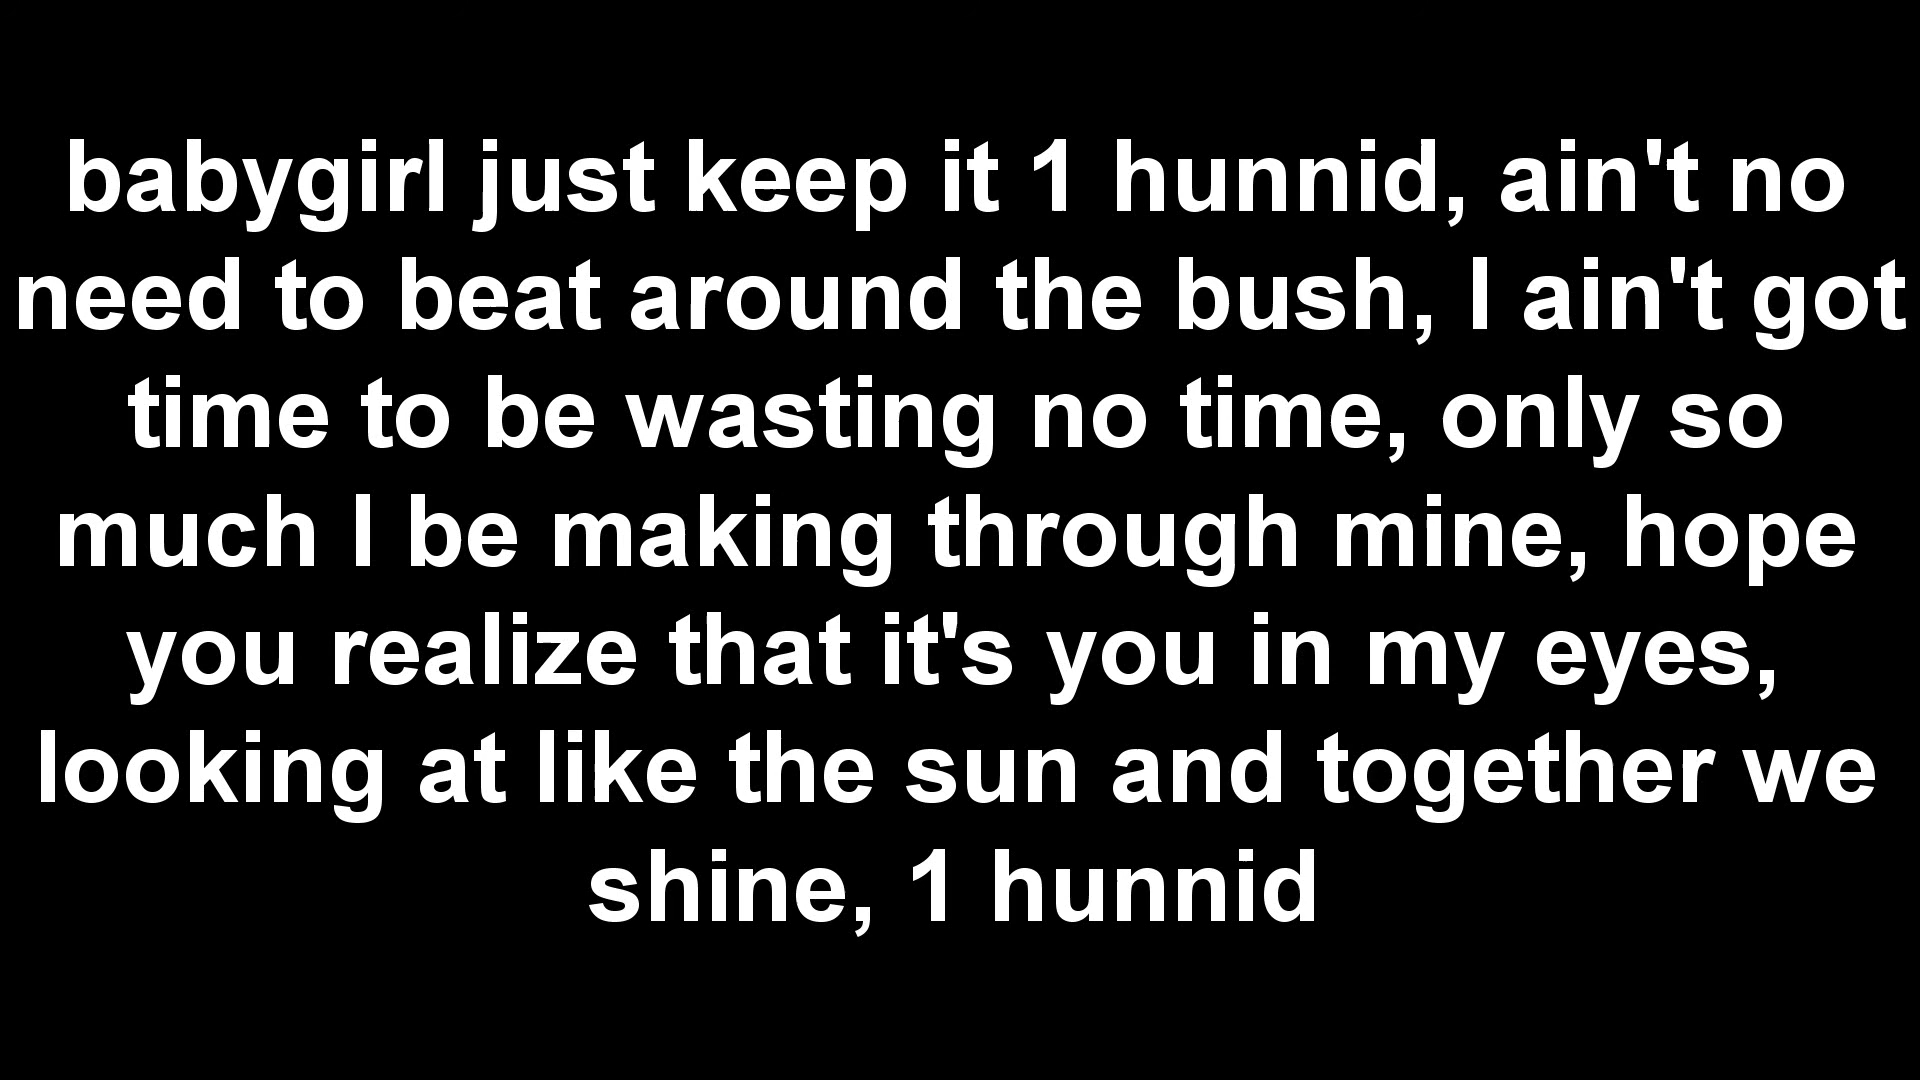 babygirl just keep it 1 hunnid, ain't no
need to beat around the bush, I ain't got
time to be wasting no time, only so
much I be making through mine, hope
you realize that it's you in my eyes,
looking at like the sun and together we
shine, 1 hunnid